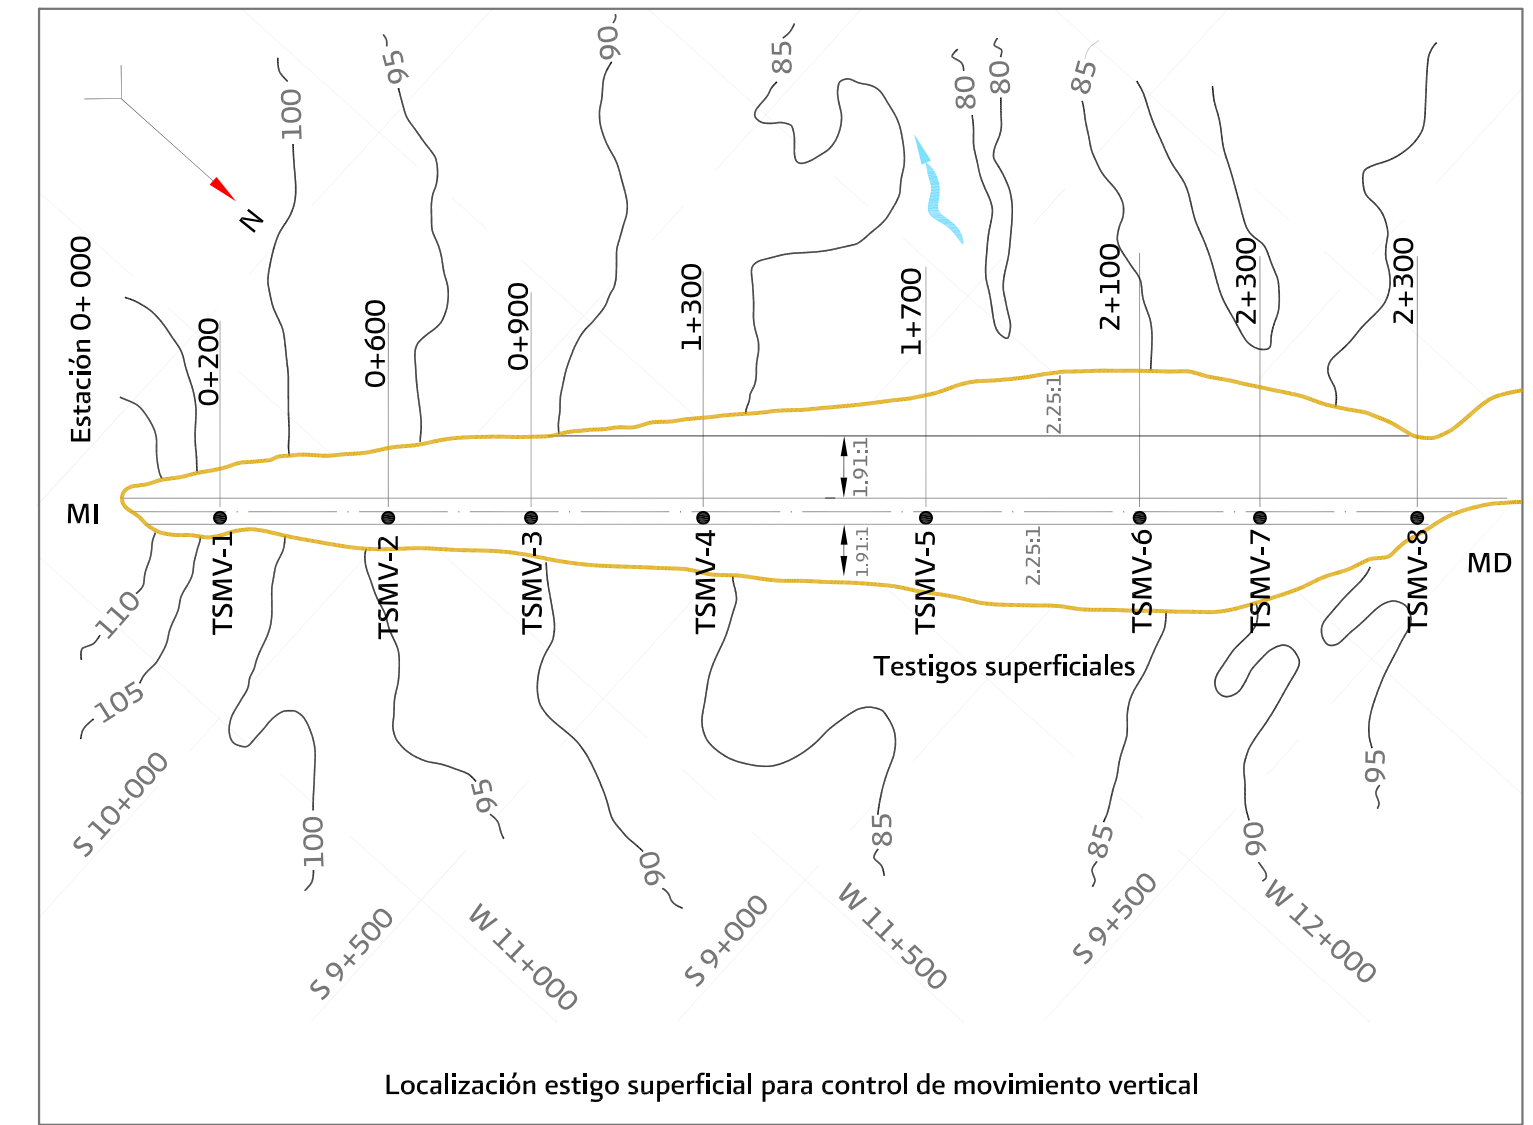 100
95
90
85
80
80
85
N
Estación 0+ 000
0+200
0+600
0+900
1+300
1+700
2+100
2+300
2+300
2.25:1
1.91:1
MI
1.91:1
2.25:1
MD
TSMV-1
TSMV-2
TSMV-3
TSMV-4
TSMV-5
TSMV-6
TSMV-7
TSMV-8
Testigos superficiales
110
105
100
95
90
85
85
90
95
S 10+000
S 9+500
W 11+000
S 9+000
W 11+500
S 9+500
W 12+000
Localización estigo superficial para control de movimiento vertical